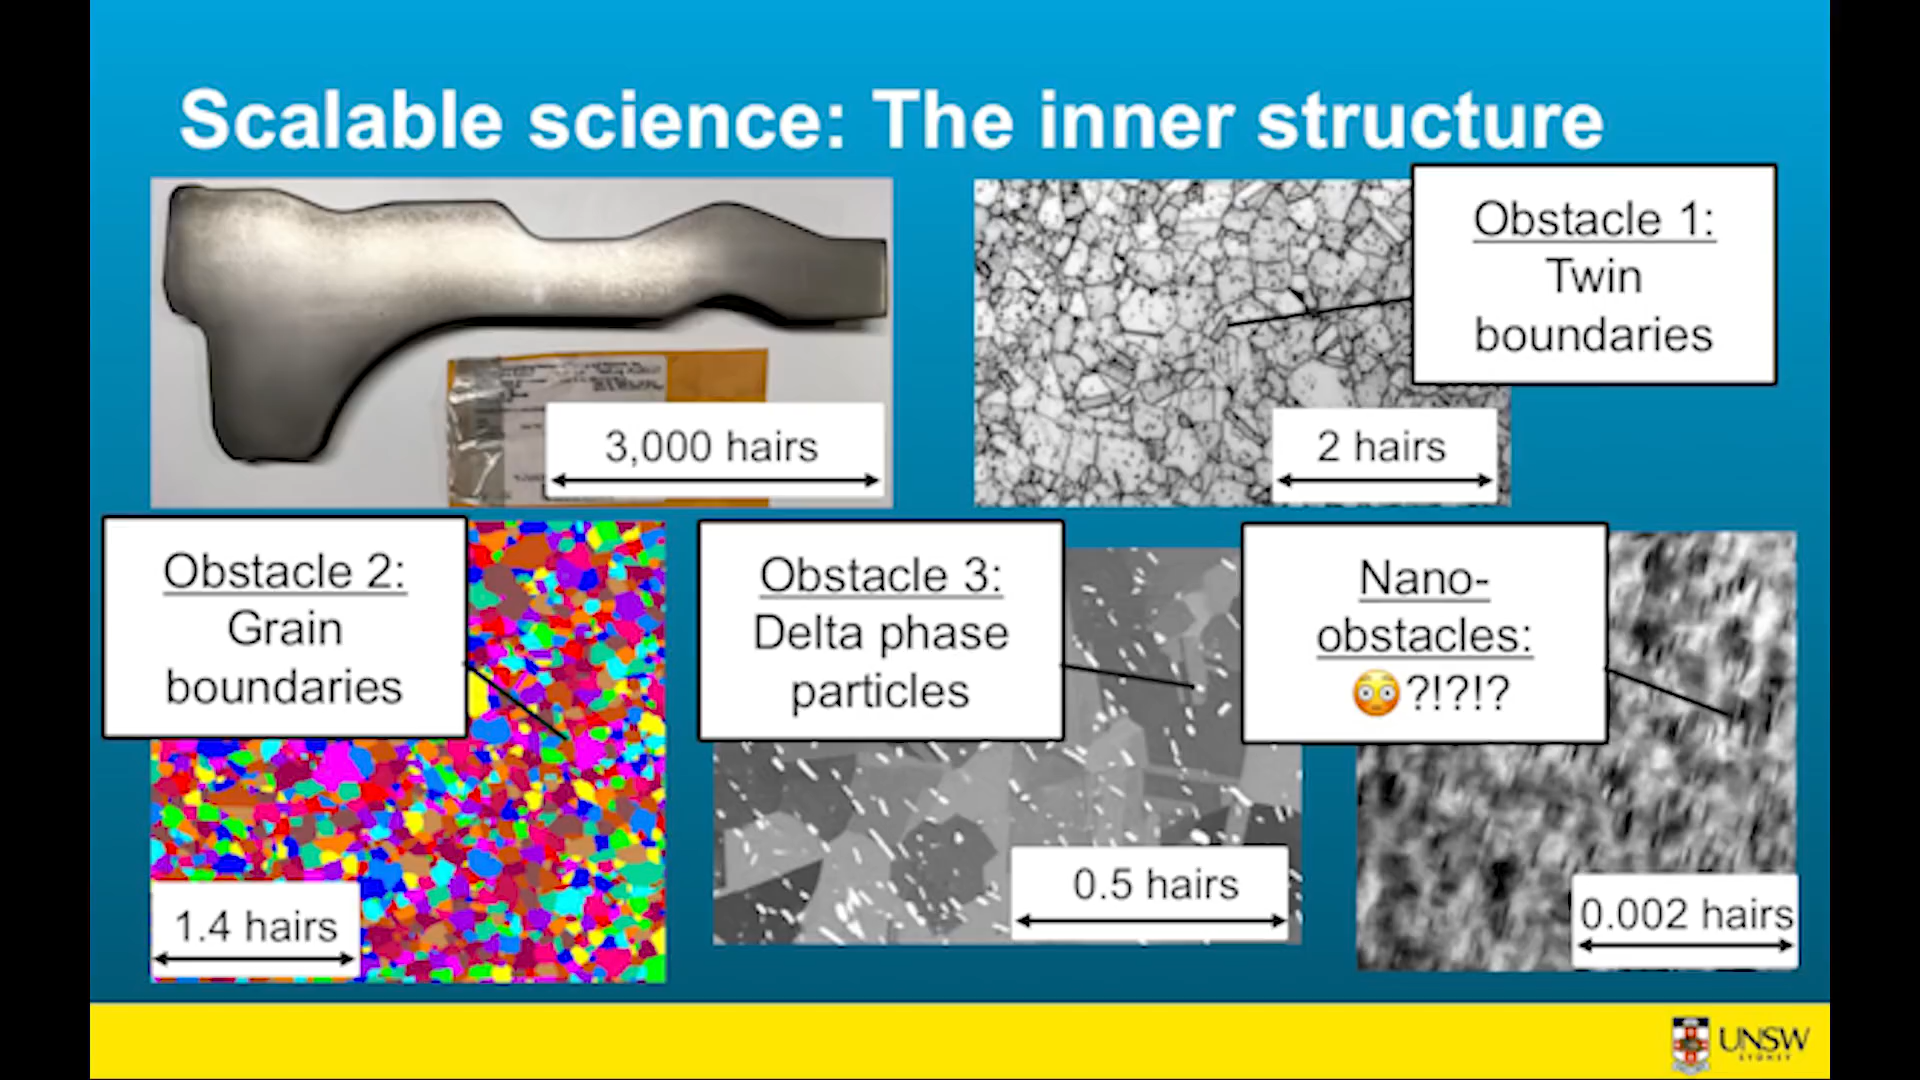 Scalable science: The inner structure
3,000 hairs
2 hairs
Obstacle 1:
Twin
boundaries
Obstacle 2:
Grain
boundaries
1.4 hairs
Obstacle 3:
Delta phase
particles
0.5 hairs
Nano-
obstacles:
😳?!?!?
0.002 hairs
UNSW
SYDNEY